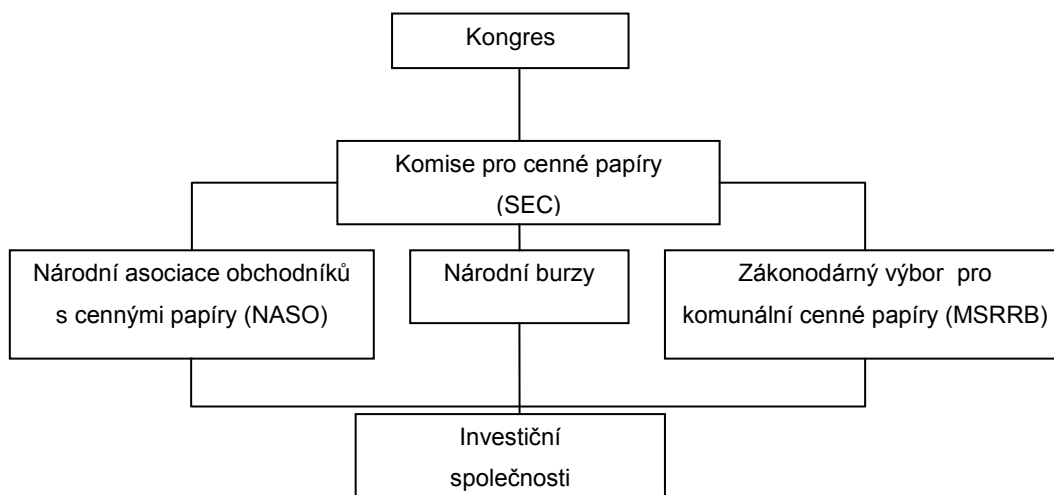 Kongres
Komise pro cenné papíry
(SEC)
Národní asociace obchodníků
s cennými papíry (NASO)
Národní burzy
Zákonodárný výbor  pro
komunální cenné papíry (MSRRB)
Investiční
společnosti